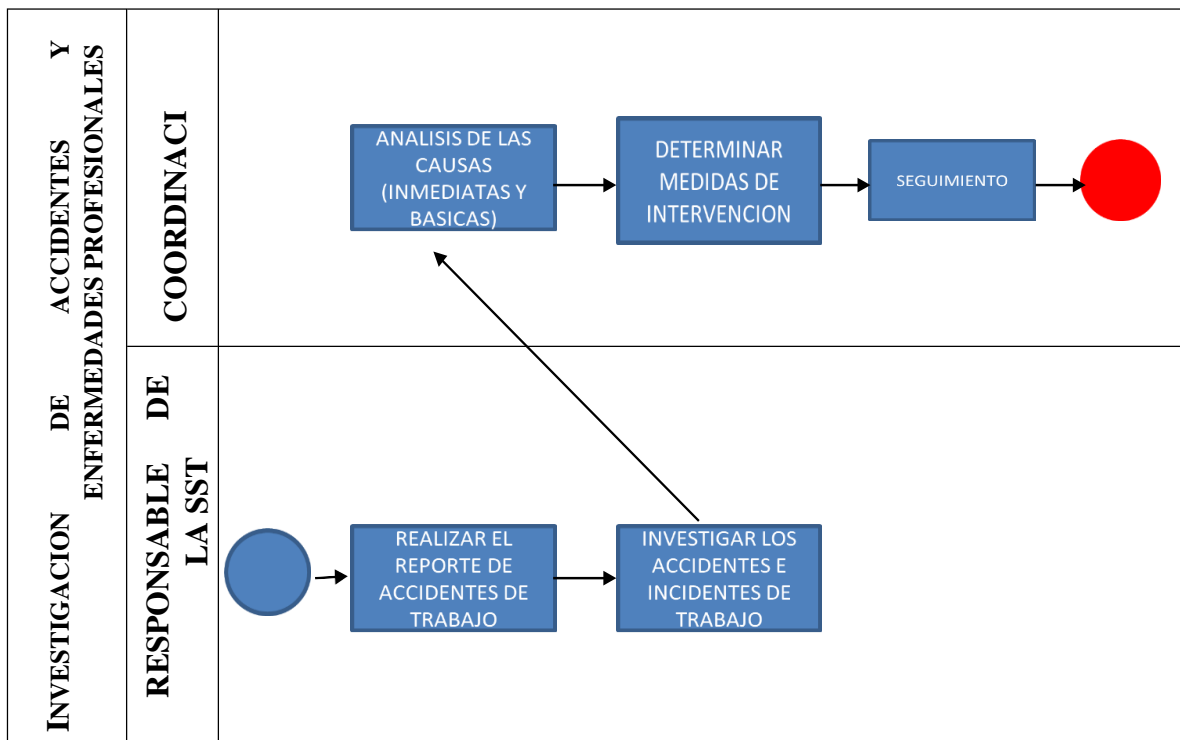 INVESTIGACION DE ACCIDENTES Y
ENFERMEDADES PROFESIONALES
COORDINACI
ANALISIS DE LAS
CAUSAS
(INMEDIATAS Y
BASICAS)
DETERMINAR
MEDIDAS DE
INTERVENCION
SEGUIMIENTO
RESPONSABLE DE
LA SST
REALIZAR EL
REPORTE DE
ACCIDENTES DE
TRABAJO
INVESTIGAR LOS
ACCIDENTES E
INCIDENTES DE
TRABAJO